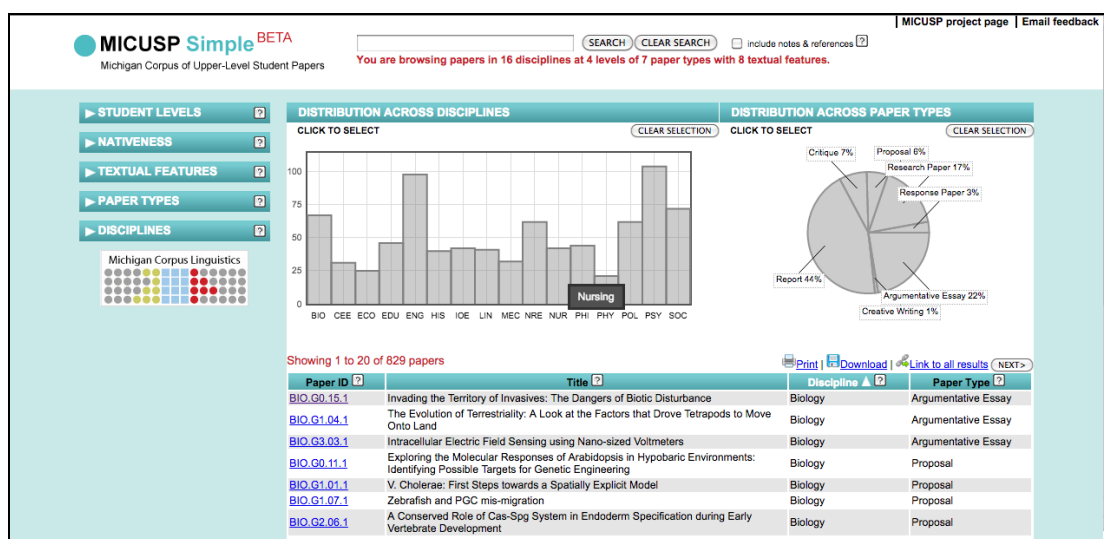 MICUSP project page | Email feedback
MICUSP Simple BETA
Michigan Corpus of Upper-Level Student Papers
SEARCH CLEAR SEARCH include notes & references ?
You are browsing papers in 16 disciplines at 4 levels of 7 paper types with 8 textual features.
▶ STUDENT LEVELS ?
▶ NATIVENESS ?
▶ TEXTUAL FEATURES ?
▶ PAPER TYPES ?
▶ DISCIPLINES ?
Michigan Corpus Linguistics
DISTRIBUTION ACROSS DISCIPLINES
CLICK TO SELECT CLEAR SELECTION
100
75
50
25
0
Nursing
BIO CEE ECO EDU ENG HIS IOE LIN MEC NRE NUR PHI PHY POL PSY SOC
DISTRIBUTION ACROSS PAPER TYPES
CLICK TO SELECT CLEAR SELECTION
Critique 7%
Proposal 6%
Research Paper 17%
Response Paper 3%
Report 44%
Argumentative Essay 22%
Creative Writing 1%
Showing 1 to 20 of 829 papers
Print | Download | Link to all results NEXT>
Paper ID ? Title ? Discipline ▲ ? Paper Type ?
BIO.G0.15.1 Invading the Territory of Invasives: The Dangers of Biotic Disturbance Biology Argumentative Essay
BIO.G1.04.1 The Evolution of Terrestriality: A Look at the Factors that Drove Tetrapods to Move
Onto Land Biology Argumentative Essay
BIO.G3.03.1 Intracellular Electric Field Sensing using Nano-sized Voltmeters Biology Argumentative Essay
BIO.G0.11.1 Exploring the Molecular Responses of Arabidopsis in Hypobaric Environments:
Identifying Possible Targets for Genetic Engineering Biology Proposal
BIO.G1.01.1 V. Cholerae: First Steps towards a Spatially Explicit Model Biology Proposal
BIO.G1.07.1 Zebrafish and PGC mis-migration Biology Proposal
BIO.G2.06.1 A Conserved Role of Cas-Spg System in Endoderm Specification during Early
Vertebrate Development Biology Proposal